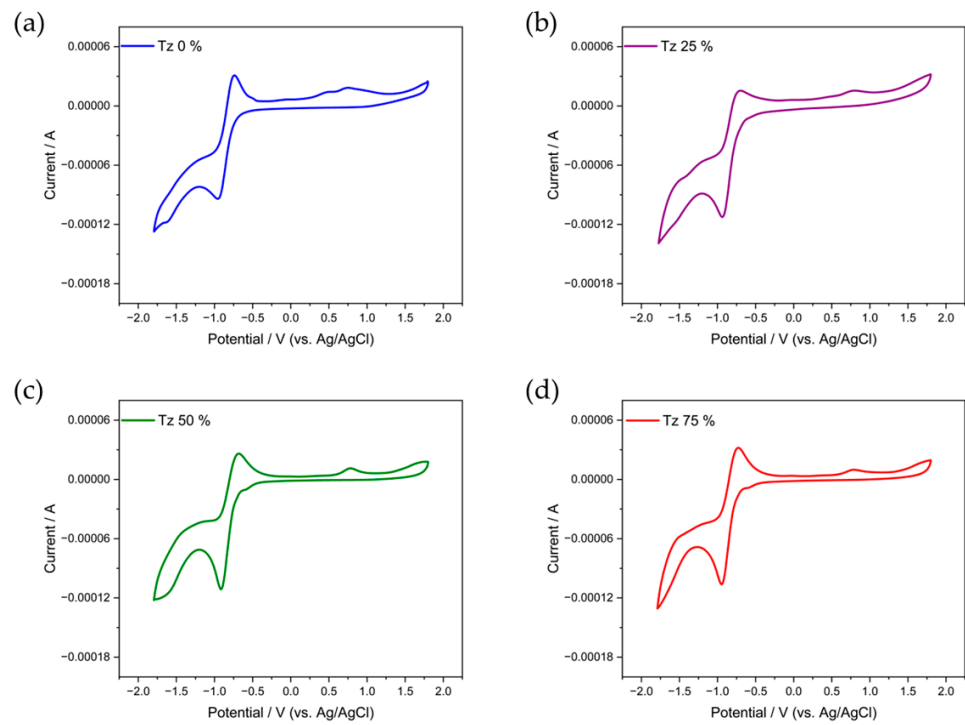 (a)
Tz 0 %
0.00006
0.00000
−0.00006
−0.00012
−0.00018
Current / A
−2.0 −1.5 −1.0 −0.5 0.0 0.5 1.0 1.5 2.0
Potential / V (vs. Ag/AgCl)
(b)
Tz 25 %
0.00006
0.00000
−0.00006
−0.00012
−0.00018
Current / A
−2.0 −1.5 −1.0 −0.5 0.0 0.5 1.0 1.5 2.0
Potential / V (vs. Ag/AgCl)
(c)
Tz 50 %
0.00006
0.00000
−0.00006
−0.00012
−0.00018
Current / A
−2.0 −1.5 −1.0 −0.5 0.0 0.5 1.0 1.5 2.0
Potential / V (vs. Ag/AgCl)
(d)
Tz 75 %
0.00006
0.00000
−0.00006
−0.00012
−0.00018
Current / A
−2.0 −1.5 −1.0 −0.5 0.0 0.5 1.0 1.5 2.0
Potential / V (vs. Ag/AgCl)